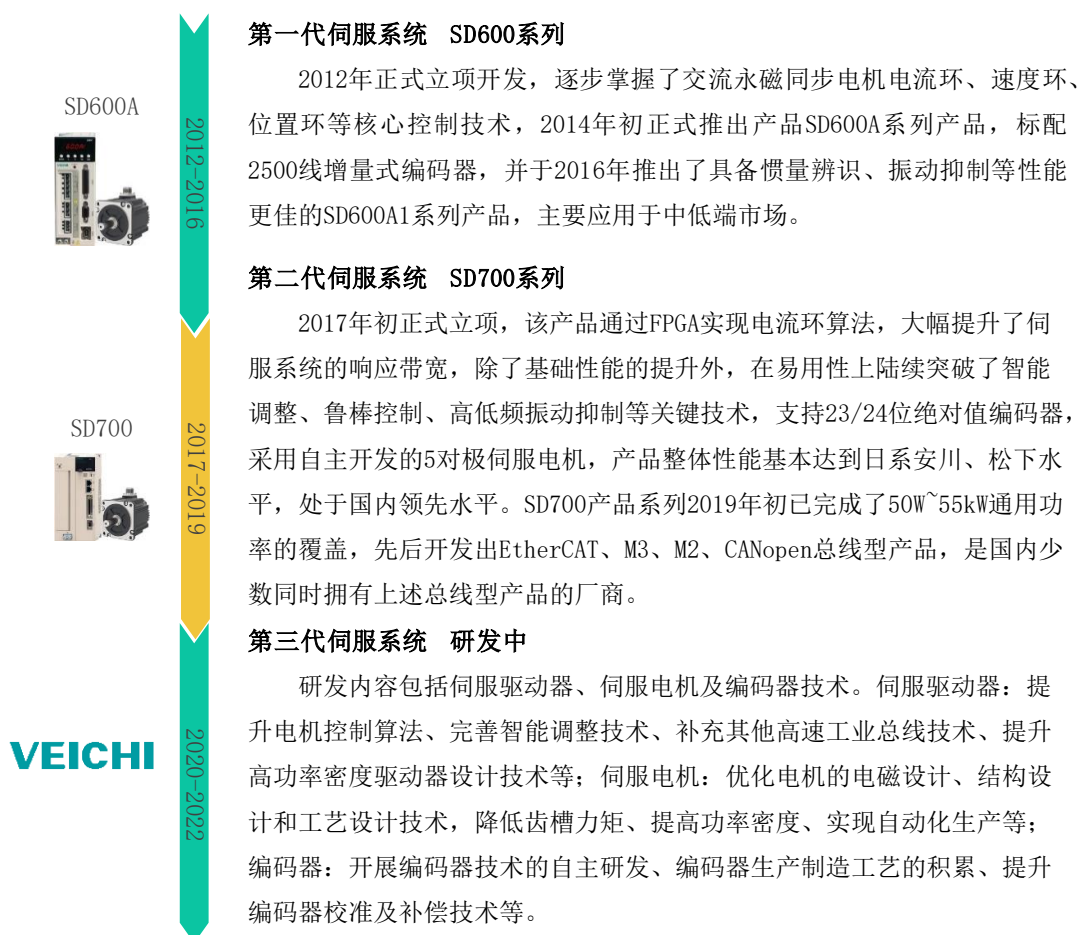 第一代伺服系统 SD600系列
2012年正式立项开发，逐步掌握了交流永磁同步电机电流环、速度环、
位置环等核心控制技术，2014年初正式推出产品SD600A系列产品，标配
2500线增量式编码器，并于2016年推出了具备惯量辨识、振动抑制等性能
更佳的SD600A1系列产品，主要应用于中低端市场。
SD600A
2012-2016
第二代伺服系统 SD700系列
2017年初正式立项，该产品通过FPGA实现电流环算法，大幅提升了伺
服系统的响应带宽，除了基础性能的提升外，在易用性上陆续突破了智能
调整、鲁棒控制、高低频振动抑制等关键技术，支持23/24位绝对值编码器，
采用自主开发的5对极伺服电机，产品整体性能基本达到日系安川、松下水
平，处于国内领先水平。SD700产品系列2019年初已完成了50W~55kW通用功
率的覆盖，先后开发出EtherCAT、M3、M2、CANopen总线型产品，是国内少
数同时拥有上述总线型产品的厂商。
SD700
2017-2019
第三代伺服系统 研发中
研发内容包括伺服驱动器、伺服电机及编码器技术。伺服驱动器：提
升电机控制算法、完善智能调整技术、补充其他高速工业总线技术、提升
高功率密度驱动器设计技术等；伺服电机：优化电机的电磁设计、结构设
计和工艺设计技术，降低齿槽力矩、提高功率密度、实现自动化生产等；
编码器：开展编码器技术的自主研发、编码器生产制造工艺的积累、提升
编码器校准及补偿技术等。
VEICHI
2020-2022